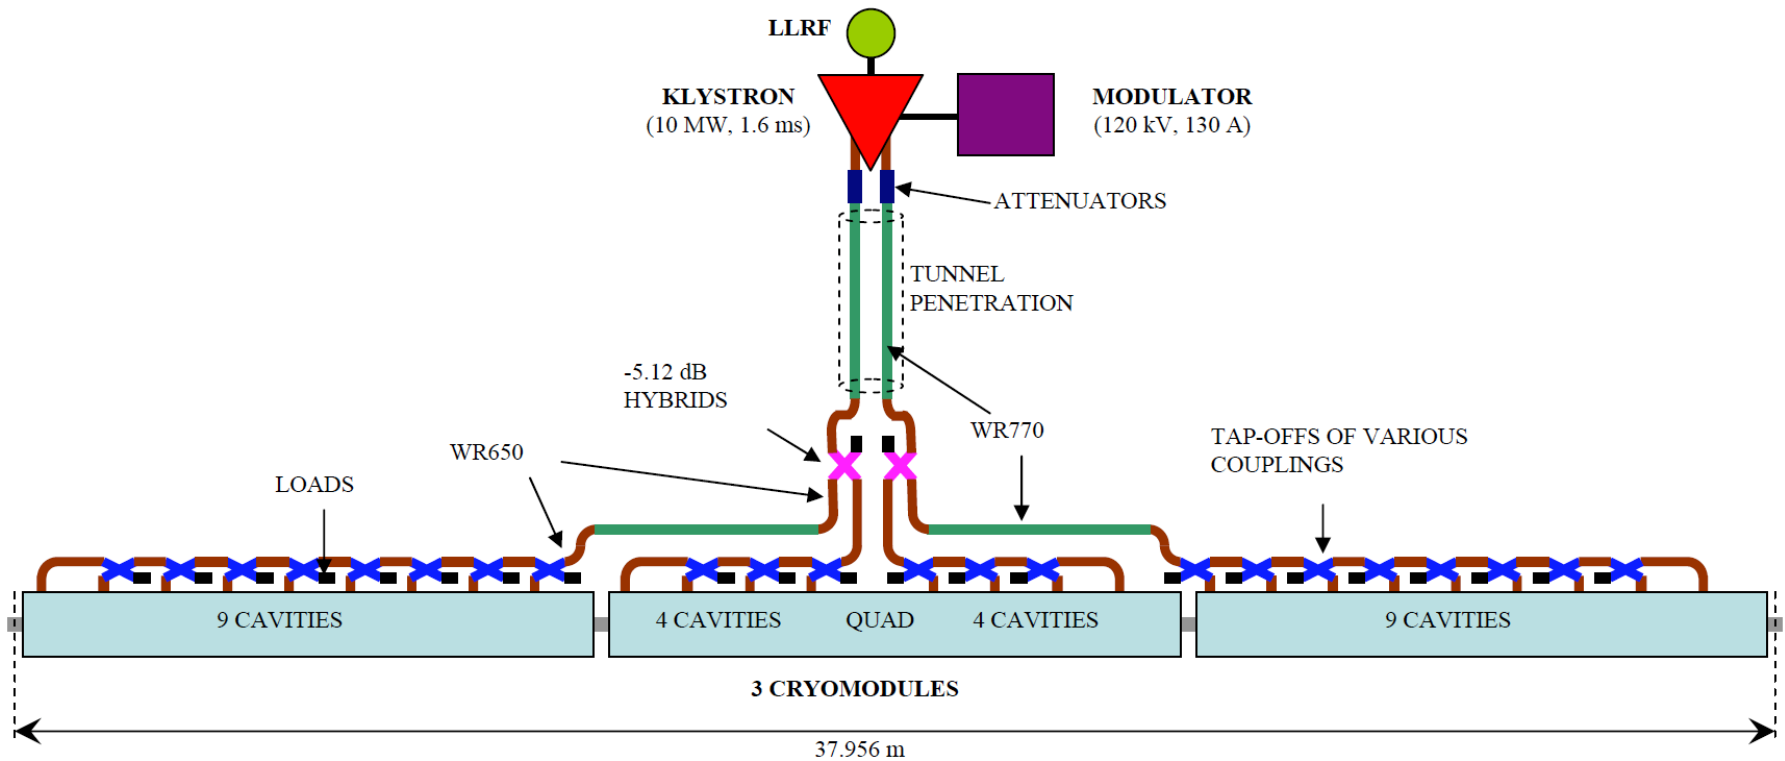 LLRF
KLYSTRON
(10 MW, 1.6 ms)
MODULATOR
(120 kV, 130 A)
ATTENUATORS
TUNNEL
PENETRATION
-5.12 dB
HYBRIDS
WR770
WR650
TAP-OFFS OF VARIOUS
COUPLINGS
LOADS
9 CAVITIES
4 CAVITIES
QUAD
4 CAVITIES
9 CAVITIES
3 CRYOMODULES
37.956 m